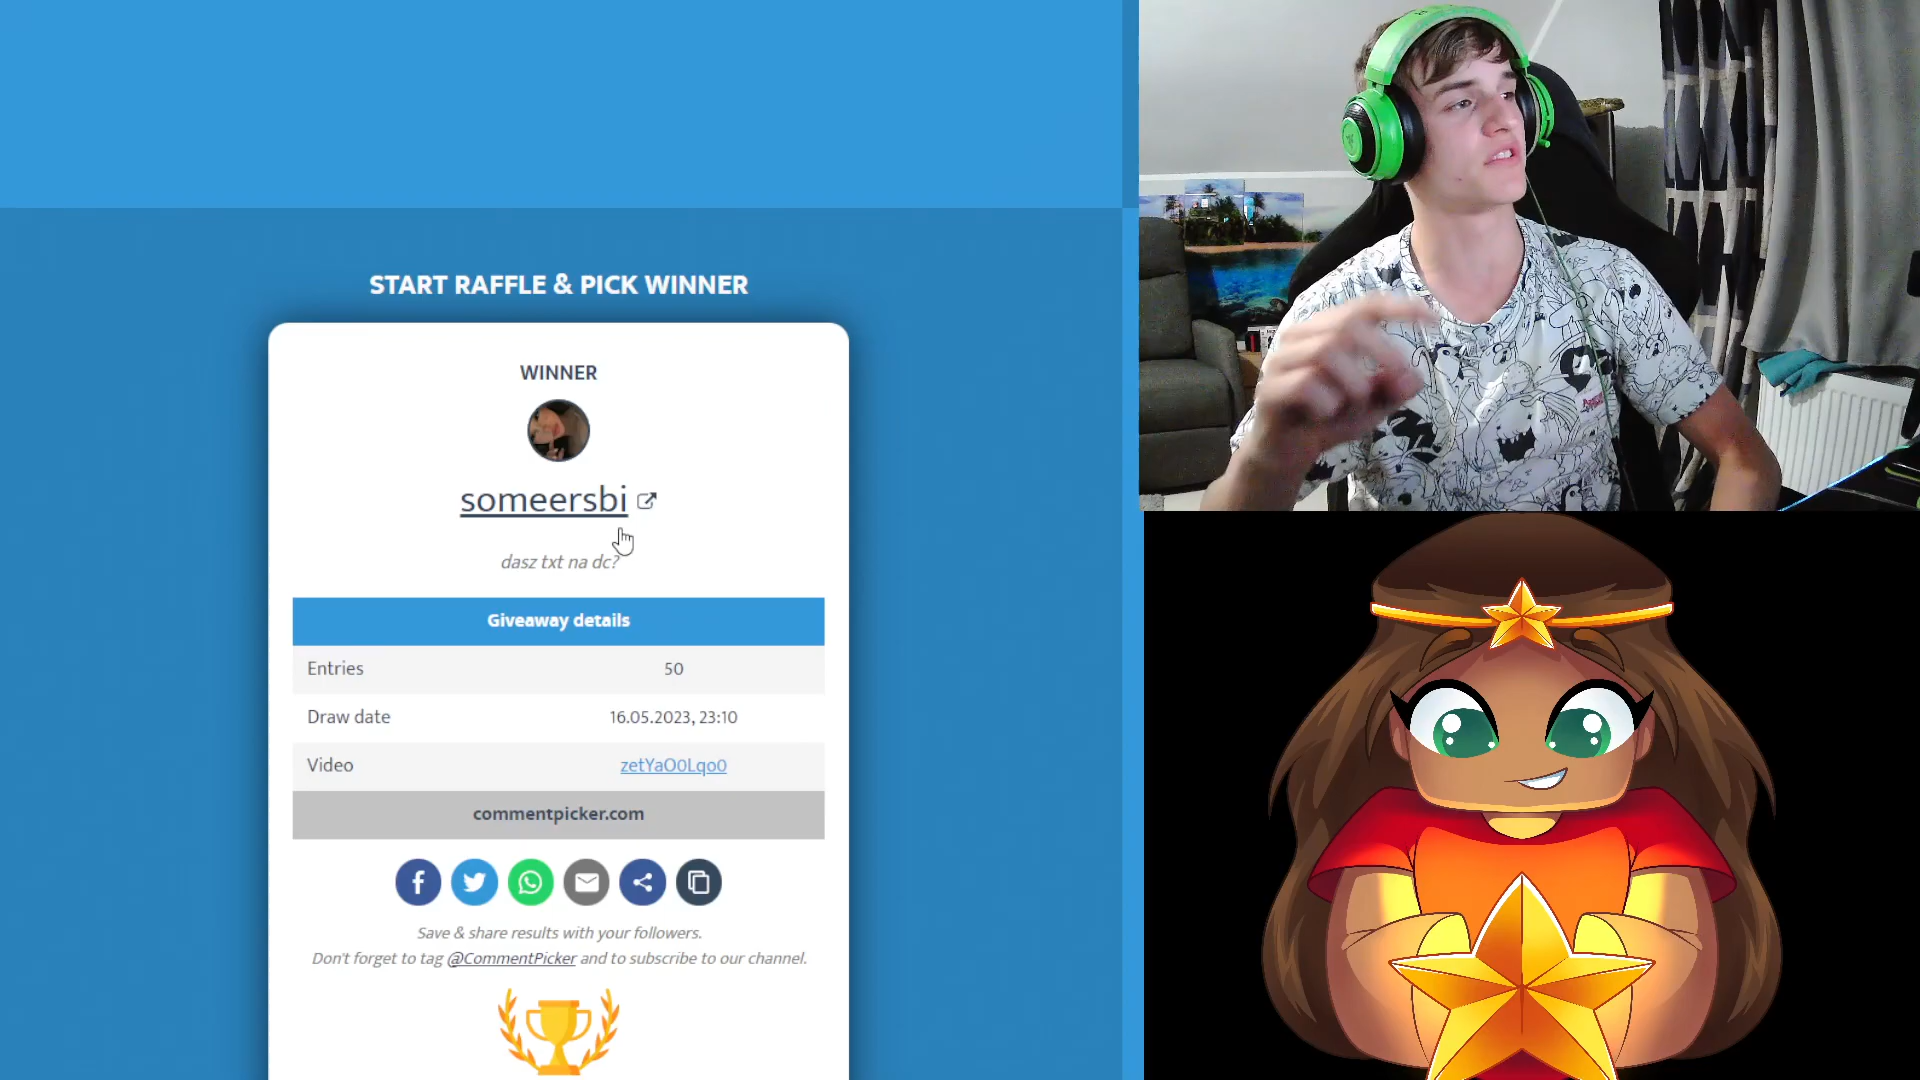 START RAFFLE & PICK WINNER
WINNER
someersbi
dasz txt na dc?
Giveaway details
Entries 50
Draw date 16.05.2023, 23:10
Video zetYaO0Lqo0
commentpicker.com
Save & share results with your followers.
Don't forget to tag @CommentPicker and to subscribe to our channel.